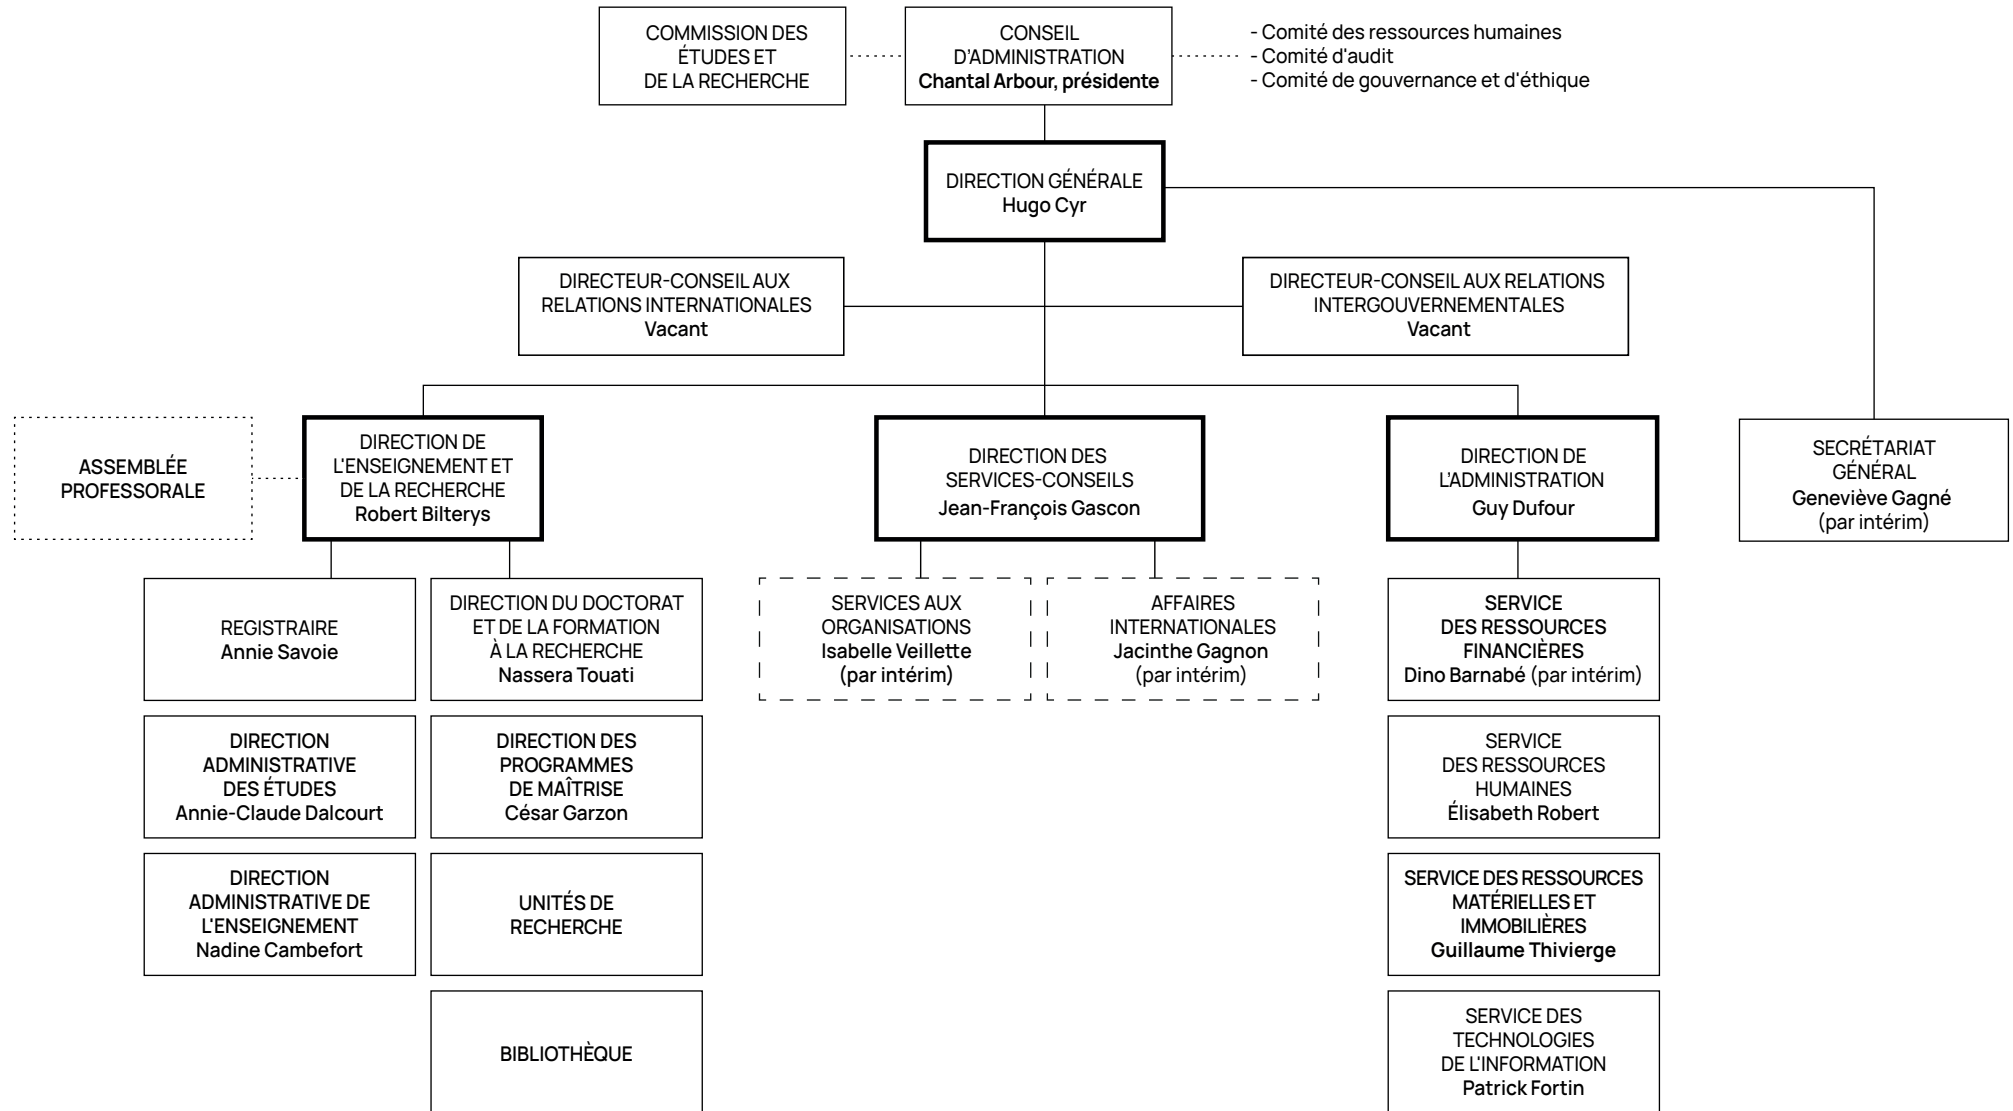 COMMISSION DES
ÉTUDES ET
DE LA RECHERCHE
CONSEIL
D'ADMINISTRATION
Chantal Arbour, présidente
- Comité des ressources humaines
- Comité d'audit
- Comité de gouvernance et d'éthique
DIRECTION GÉNÉRALE
Hugo Cyr
DIRECTEUR-CONSEIL AUX
RELATIONS INTERNATIONALES
Vacant
DIRECTEUR-CONSEIL AUX RELATIONS
INTERGOUVERNEMENTALES
Vacant
ASSEMBLÉE
PROFESSORALE
DIRECTION DE
L'ENSEIGNEMENT ET
DE LA RECHERCHE
Robert Bilterys
DIRECTION DES
SERVICES-CONSEILS
Jean-François Gascon
DIRECTION DE
L'ADMINISTRATION
Guy Dufour
SECRÉTARIAT
GÉNÉRAL
Geneviève Gagné
(par intérim)
REGISTRAIRE
Annie Savoie
DIRECTION DU DOCTORAT
ET DE LA FORMATION
À LA RECHERCHE
Nassera Touati
SERVICES AUX
ORGANISATIONS
Isabelle Veillette
(par intérim)
AFFAIRES
INTERNATIONALES
Jacinthe Gagnon
(par intérim)
SERVICE
DES RESSOURCES
FINANCIÈRES
Dino Barnabé (par intérim)
DIRECTION
ADMINISTRATIVE
DES ÉTUDES
Annie-Claude Dalcourt
DIRECTION DES
PROGRAMMES
DE MAÎTRISE
César Garzon
SERVICE
DES RESSOURCES
HUMAINES
Élisabeth Robert
DIRECTION
ADMINISTRATIVE DE
L'ENSEIGNEMENT
Nadine Cambefort
UNITÉS DE
RECHERCHE
SERVICE DES RESSOURCES
MATÉRIELLES ET
IMMOBILIÈRES
Guillaume Thivierge
BIBLIOTHÈQUE
SERVICE DES
TECHNOLOGIES
DE L'INFORMATION
Patrick Fortin